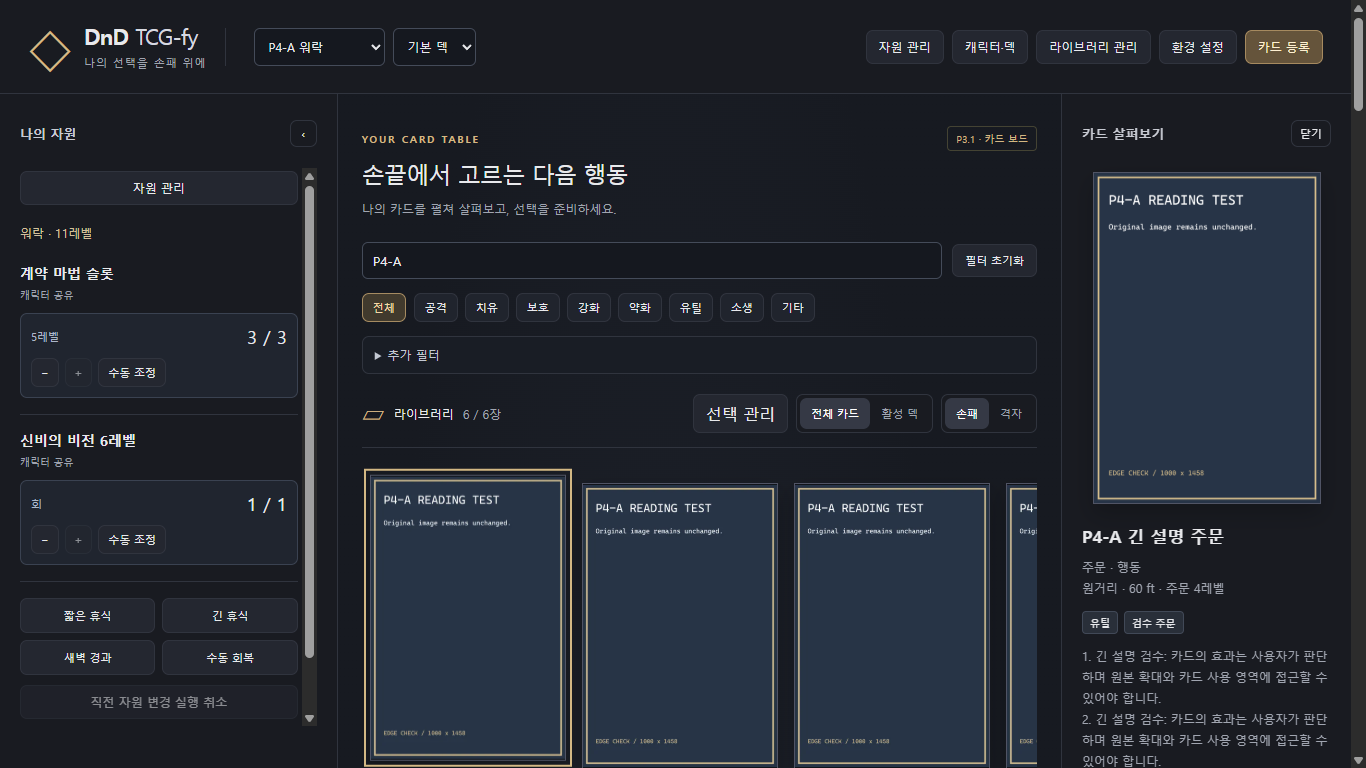 DnD TCG-fy
나의 선택을 손패 위에
P4-A 워락
기본 덱
자원 관리
캐릭터·덱
라이브러리 관리
환경 설정
카드 등록
나의 자원
‹
자원 관리
워락 · 11레벨
계약 마법 슬롯
캐릭터 공유
5레벨
3 / 3
−
+
수동 조정
신비의 비전 6레벨
캐릭터 공유
회
1 / 1
−
+
수동 조정
짧은 휴식
긴 휴식
새벽 경과
수동 회복
직전 자원 변경 실행 취소
YOUR CARD TABLE
P3.1 · 카드 보드
손끝에서 고르는 다음 행동
나의 카드를 펼쳐 살펴보고, 선택을 준비하세요.
P4-A
필터 초기화
전체
공격
치유
보호
강화
약화
유틸
소생
기타
▶ 추가 필터
라이브러리 6 / 6장
선택 관리
전체 카드
활성 덱
손패
격자
P4-A READING TEST
Original image remains unchanged.
EDGE CHECK / 1000 x 1458
P4-A READING TEST
Original image remains unchanged.
EDGE CHECK / 1000 x 1458
P4-A READING TEST
Original image remains unchanged.
EDGE CHECK / 1000 x 1458
P4-
Orig
EDGE
카드 살펴보기
닫기
P4-A READING TEST
Original image remains unchanged.
EDGE CHECK / 1000 x 1458
P4-A 긴 설명 주문
주문 · 행동
원거리 · 60 ft · 주문 4레벨
유틸
검수 주문
1. 긴 설명 검수: 카드의 효과는 사용자가 판단
하며 원본 확대와 카드 사용 영역에 접근할 수
있어야 합니다.
2. 긴 설명 검수: 카드의 효과는 사용자가 판단
하며 원본 확대와 카드 사용 영역에 접근할 수
있어야 합니다.